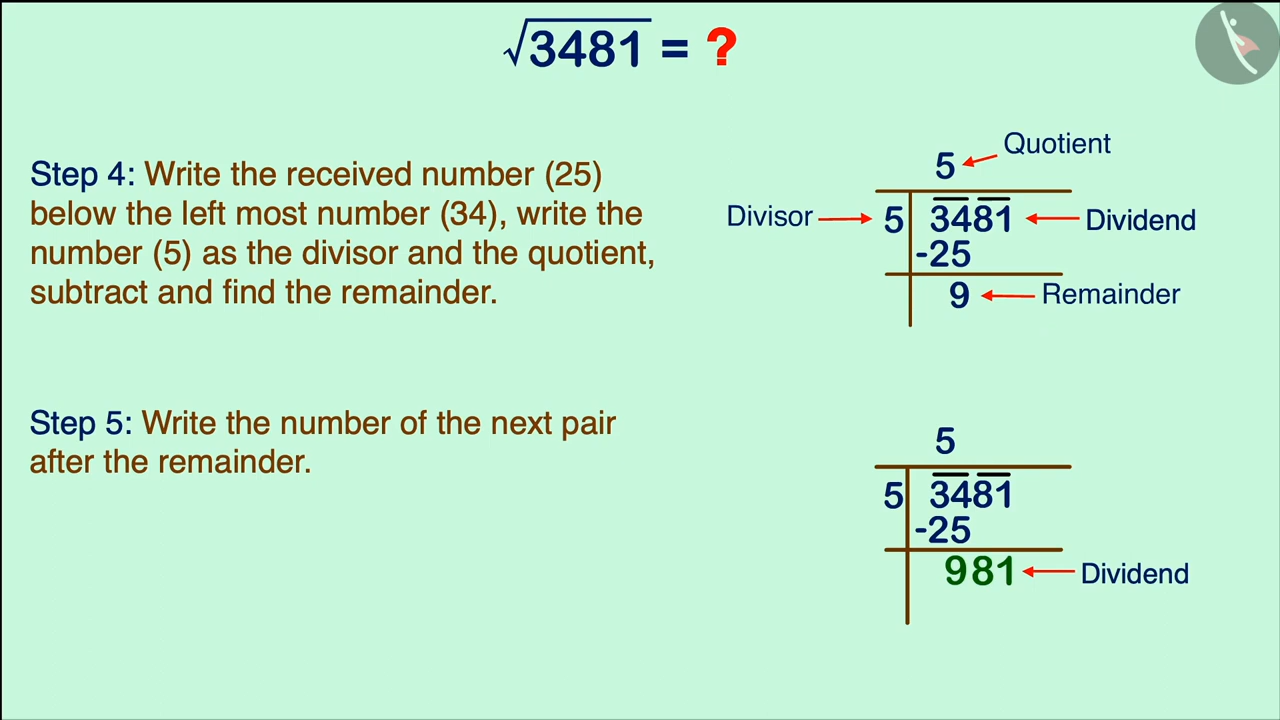 √3481 = ?
Step 4: Write the received number (25)
below the left most number (34), write the
number (5) as the divisor and the quotient,
subtract and find the remainder.
5 Quotient
Divisor 5 3481 Dividend
-25
9 Remainder
Step 5: Write the number of the next pair
after the remainder.
5
5 3481
-25
981 Dividend